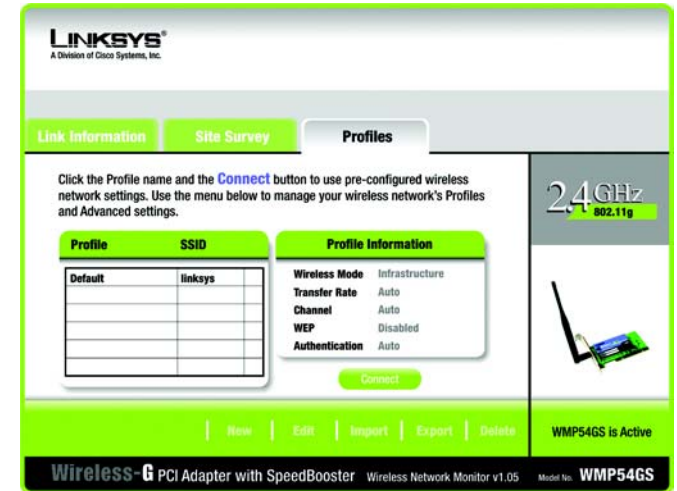 LINKSYS®
A Division of Cisco Systems, Inc.
Link Information Site Survey Profiles
Click the Profile name and the Connect button to use pre-configured wireless
network settings. Use the menu below to manage your wireless network's Profiles
and Advanced settings.
2.4GHz
802.11g
Profile SSID
Default linksys
Profile Information
Wireless Mode Infrastructure
Transfer Rate Auto
Channel Auto
WEP Disabled
Authentication Auto
Connect
New Edit Import Export Delete
WMP54GS is Active
Wireless-G PCI Adapter with SpeedBooster Wireless Network Monitor v1.05 Model No. WMP54GS